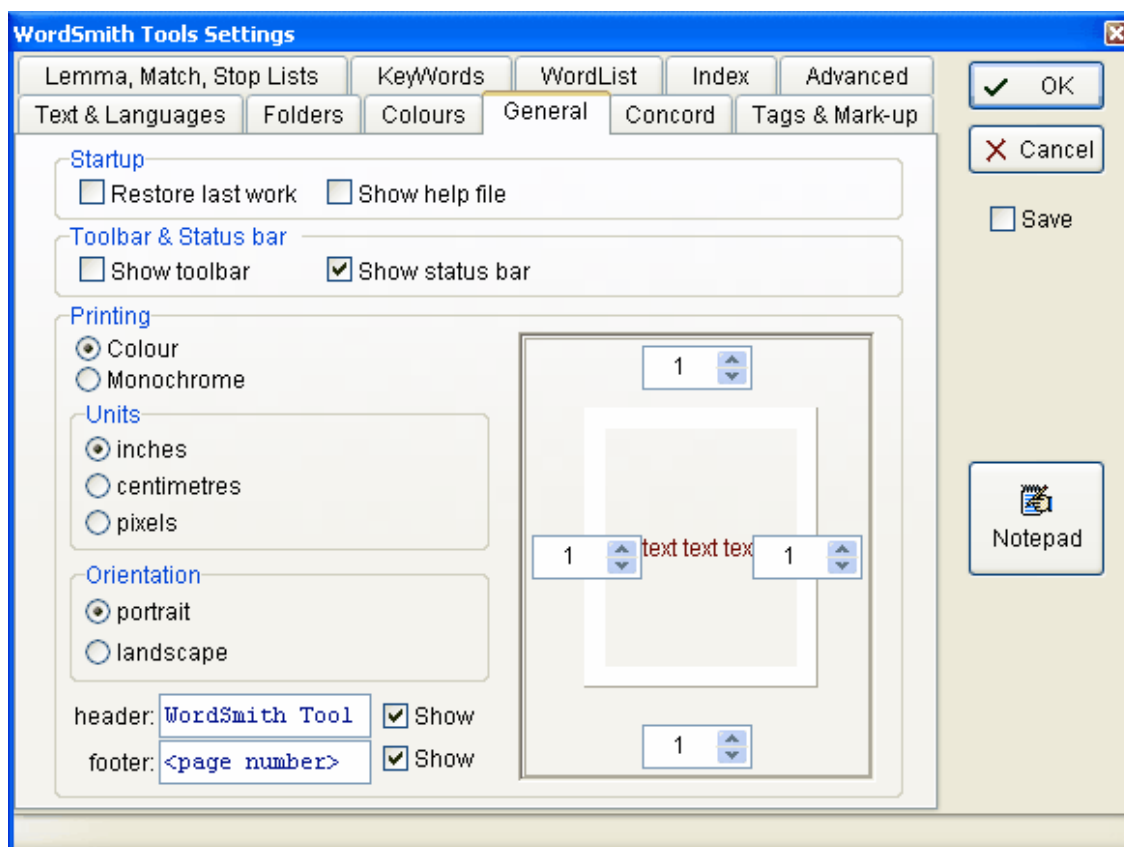 WordSmith Tools Settings
Lemma, Match, Stop Lists KeyWords WordList Index Advanced
Text & Languages Folders Colours General Concord Tags & Mark-up
OK
Cancel
Save
Notepad
Startup
Restore last work Show help file
Toolbar & Status bar
Show toolbar Show status bar
Printing
Colour
Monochrome
Units
inches
centimetres
pixels
Orientation
portrait
landscape
header: WordSmith Tool Show
footer: <page number> Show
1
1 text text tex 1
1